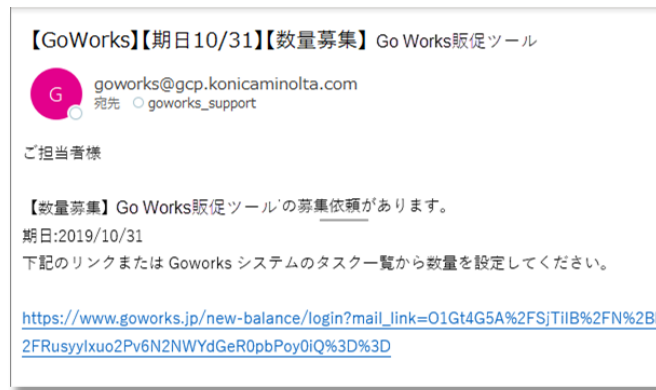 【GoWorks】【期日10/31】【数量募集】 Go Works販促ツール
G
goworks@gcp.konicaminolta.com
宛先 goworks_support
ご担当者様
【数量募集】 Go Works販促ツール'の募集依頼があります。
期日:2019/10/31
下記のリンクまたは Goworks システムのタスク一覧から数量を設定してください。
https://www.goworks.jp/new-balance/login?mail_link=O1Gt4G5A%2FSjTiIB%2FN%2B
2FRusyyIxuo2Pv6N2NWYdGeR0pbPoy0iQ%3D%3D